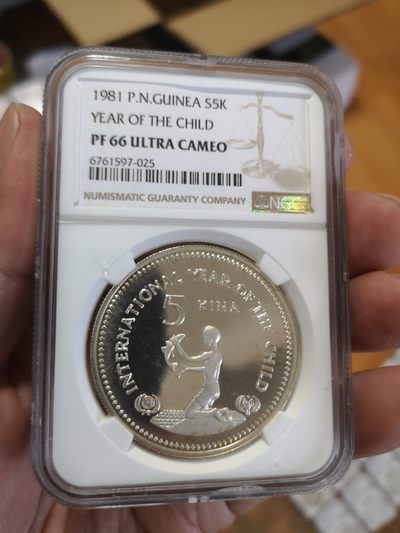 1981 P.N.GUINEA S5K
YEAR OF THE CHILD
PF 66 ULTRA CAMEO
6761597-025
NUMISMATIC GUARANTY COMPANY
NGC
INTERNATIONAL YEAR OF THE CHILD
5
KINA